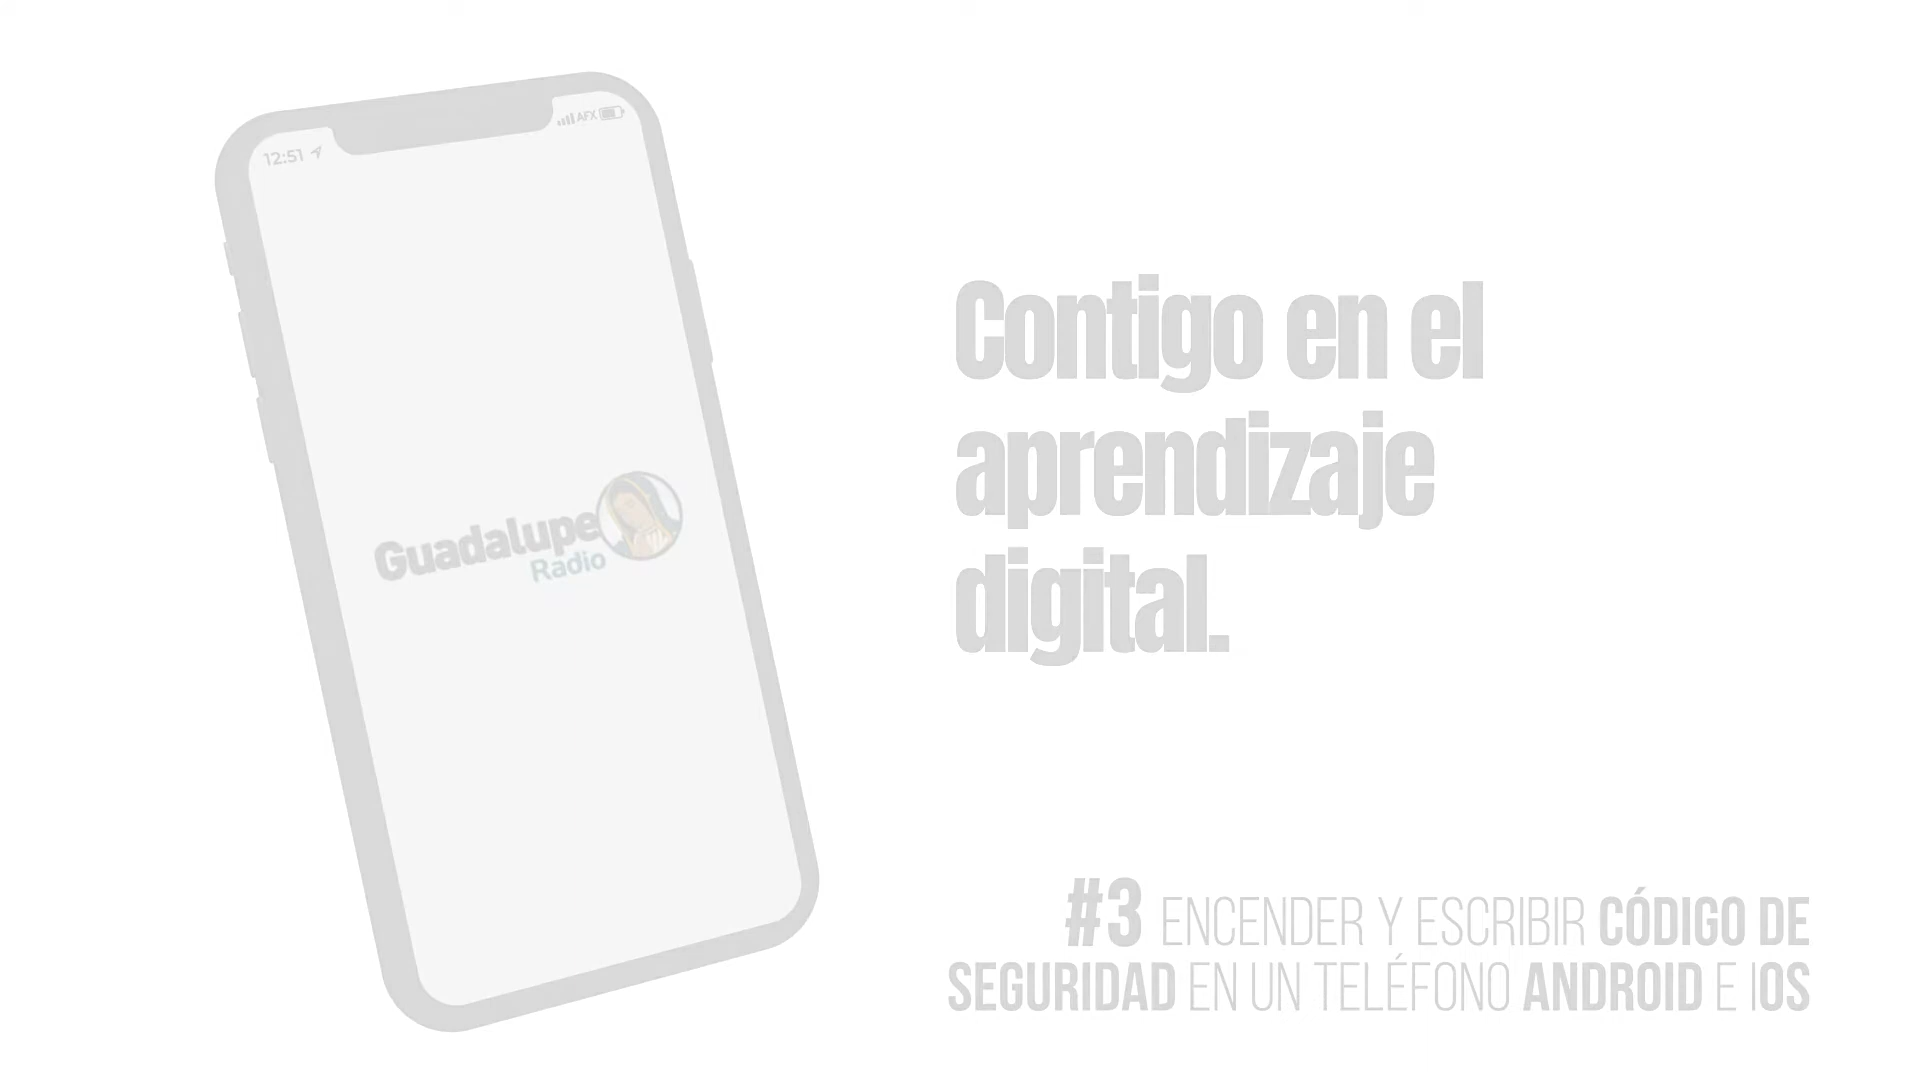 12:51
AFX
Guadalupe
Radio
Contigo en el
aprendizaje
digital.
#3 ENCENDER Y ESCRIBIR CÓDIGO DE
SEGURIDAD EN UN TELÉFONO ANDROID E IOS